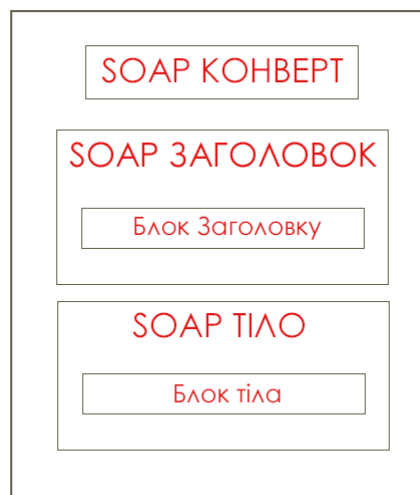 SOAP КОНВЕРТ
SOAP ЗАГОЛОВОК
Блок Заголовку
SOAP ТІЛО
Блок тіла